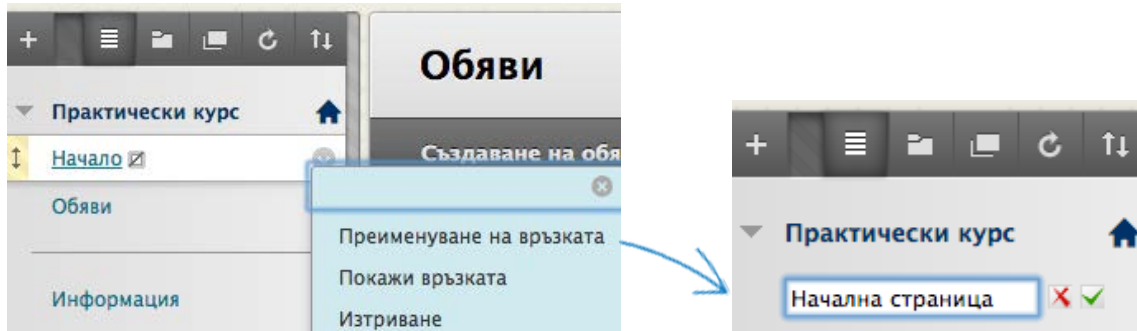 Обяви
Практически курс
Начало
Създаване на обя
Обяви
Преименуване на връзката
Покажи връзката
Информация
Изтриване
Практически курс
Начална страница